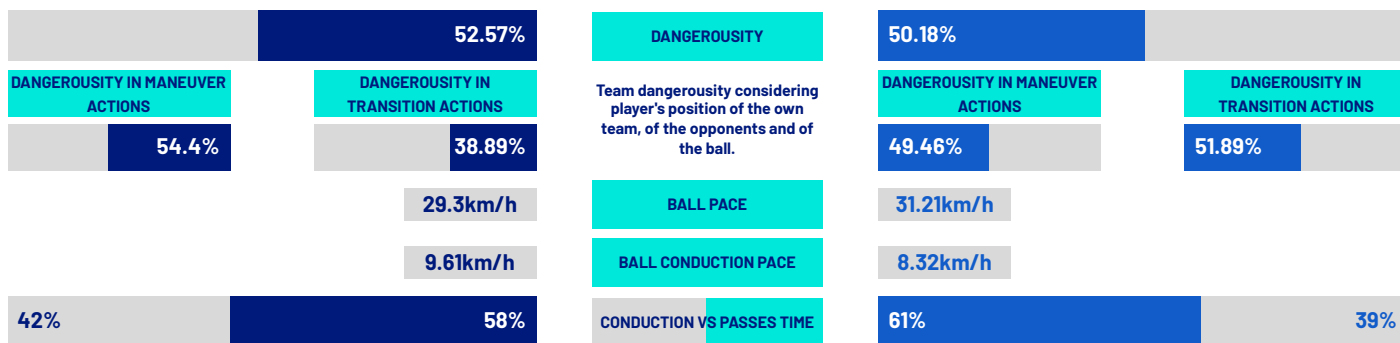 52.57%
DANGEROUSITY
50.18%
DANGEROUSITY IN MANEUVER
ACTIONS
DANGEROUSITY IN
TRANSITION ACTIONS
Team dangerousity considering
player's position of the own
team, of the opponents and of
the ball.
DANGEROUSITY IN MANEUVER
ACTIONS
DANGEROUSITY IN
TRANSITION ACTIONS
54.4%
38.89%
49.46%
51.89%
29.3km/h
BALL PACE
31.21km/h
9.61km/h
BALL CONDUCTION PACE
8.32km/h
42%
58%
CONDUCTION VS PASSES TIME
61%
39%